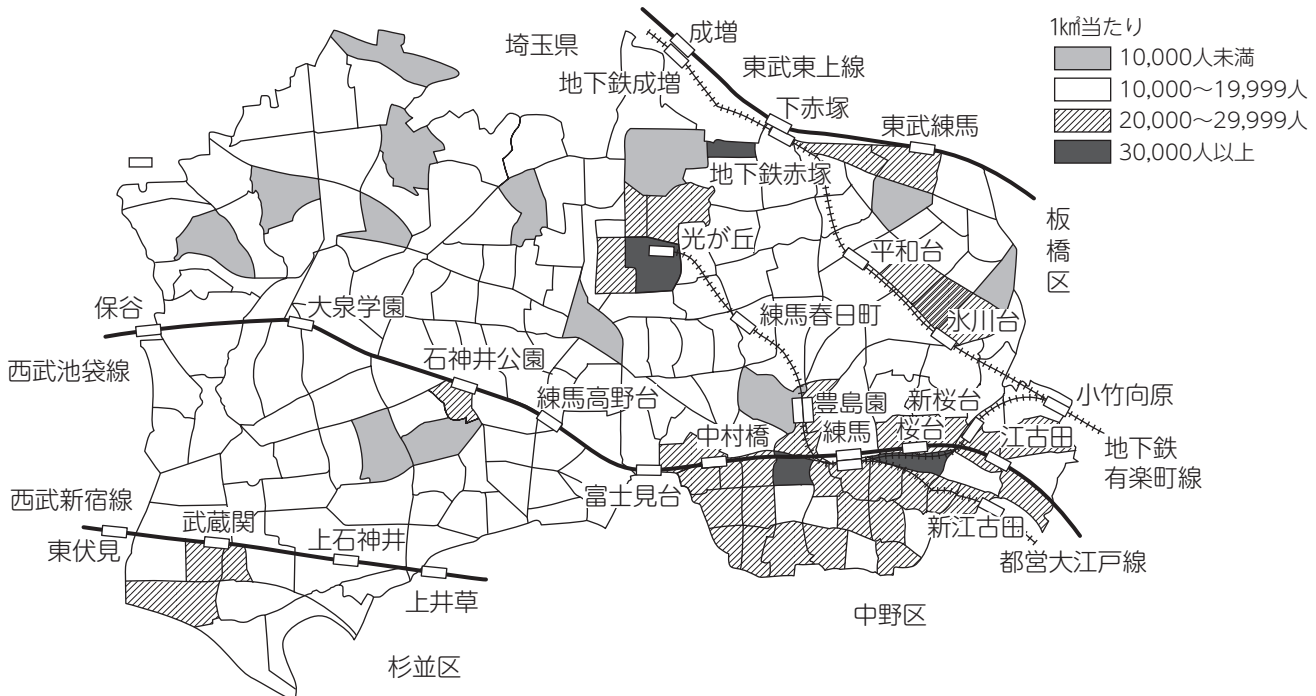 1k㎡当たり
10,000人未満
10,000～19,999人
20,000～29,999人
30,000人以上
埼玉県
成増
地下鉄成増
東武東上線
下赤塚
東武練馬
地下鉄赤塚
板橋区
光が丘
平和台
保谷
大泉学園
練馬春日町
氷川台
西武池袋線
石神井公園
練馬高野台
豊島園
新桜台
小竹向原
中村橋
練馬
桜台
江古田
地下鉄
有楽町線
富士見台
西武新宿線
武蔵関
東伏見
上石神井
新江古田
都営大江戸線
上井草
中野区
杉並区